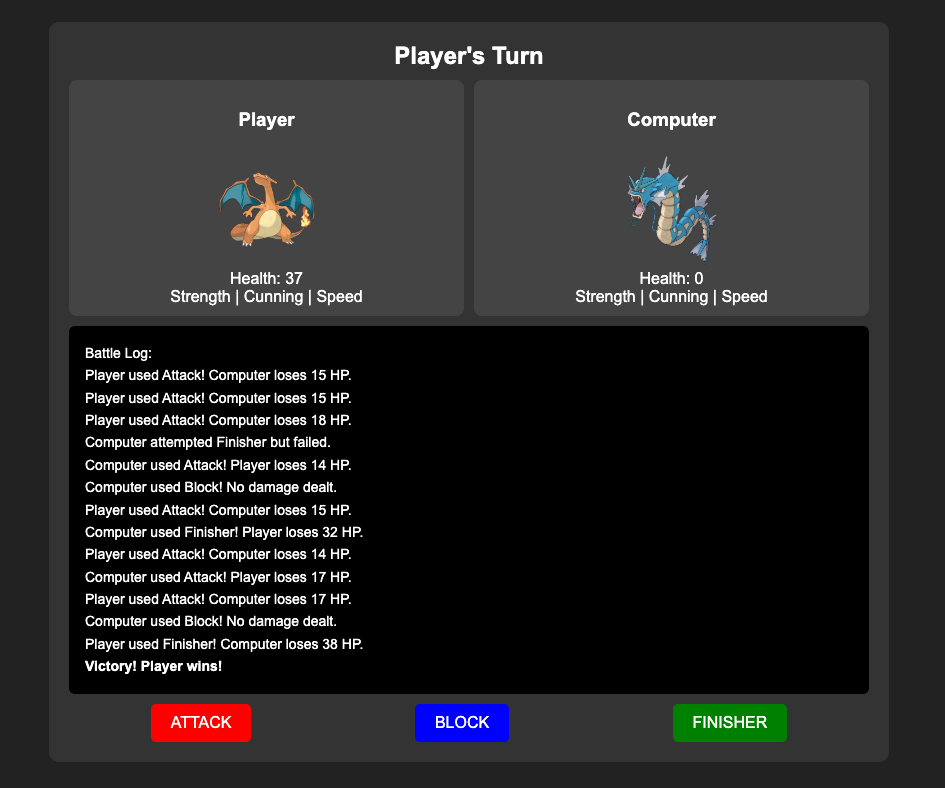 Player's Turn
Player
Computer
Health: 37
Strength | Cunning | Speed
Health: 0
Strength | Cunning | Speed
Battle Log:
Player used Attack! Computer loses 15 HP.
Player used Attack! Computer loses 15 HP.
Player used Attack! Computer loses 18 HP.
Computer attempted Finisher but failed.
Computer used Attack! Player loses 14 HP.
Computer used Block! No damage dealt.
Player used Attack! Computer loses 15 HP.
Computer used Finisher! Player loses 32 HP.
Player used Attack! Computer loses 14 HP.
Computer used Attack! Player loses 17 HP.
Player used Attack! Computer loses 17 HP.
Computer used Block! No damage dealt.
Player used Finisher! Computer loses 38 HP.
Victory! Player wins!
ATTACK
BLOCK
FINISHER